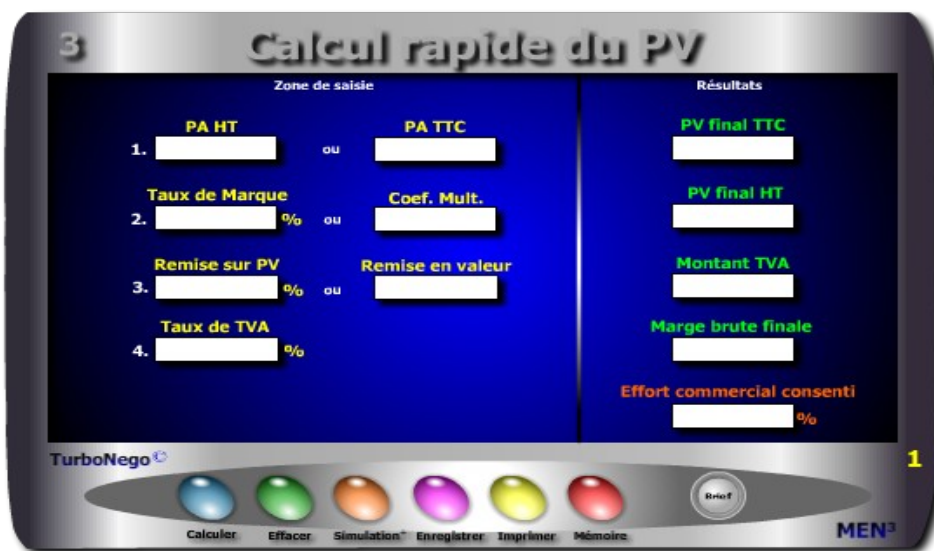 3
Calcul rapide du PV
Zone de saisie
Résultats
PA HT
PA TTC
PV final TTC
1.
ou
Taux de Marque
Coef. Mult.
PV final HT
2.
%
ou
Remise sur PV
Remise en valeur
Montant TVA
3.
%
ou
Taux de TVA
Marge brute finale
4.
%
Effort commercial consenti
%
TurboNego©
1
Brief
Calculer
Effacer
Simulation+
Enregistrer
Imprimer
Mémoire
MEN³